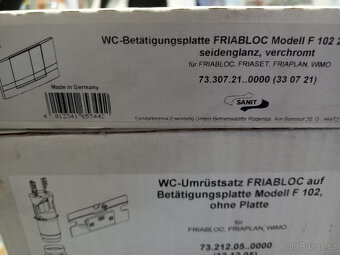 WC-Betätigungsplatte FRIABLOC Modell F 102 2
seidenglanz, verchromt
für FRIABLOC, FRIASET, FRIAPLAN, WIMO
73.307.21..0000 (33 07 21)
Made in Germany
SANIT
WC-Umrüstsatz FRIABLOC auf
Betätigungsplatte Modell F 102,
ohne Platte
für
FRIABLOC, FRIAPLAN, WIMO
73.212.05..0000